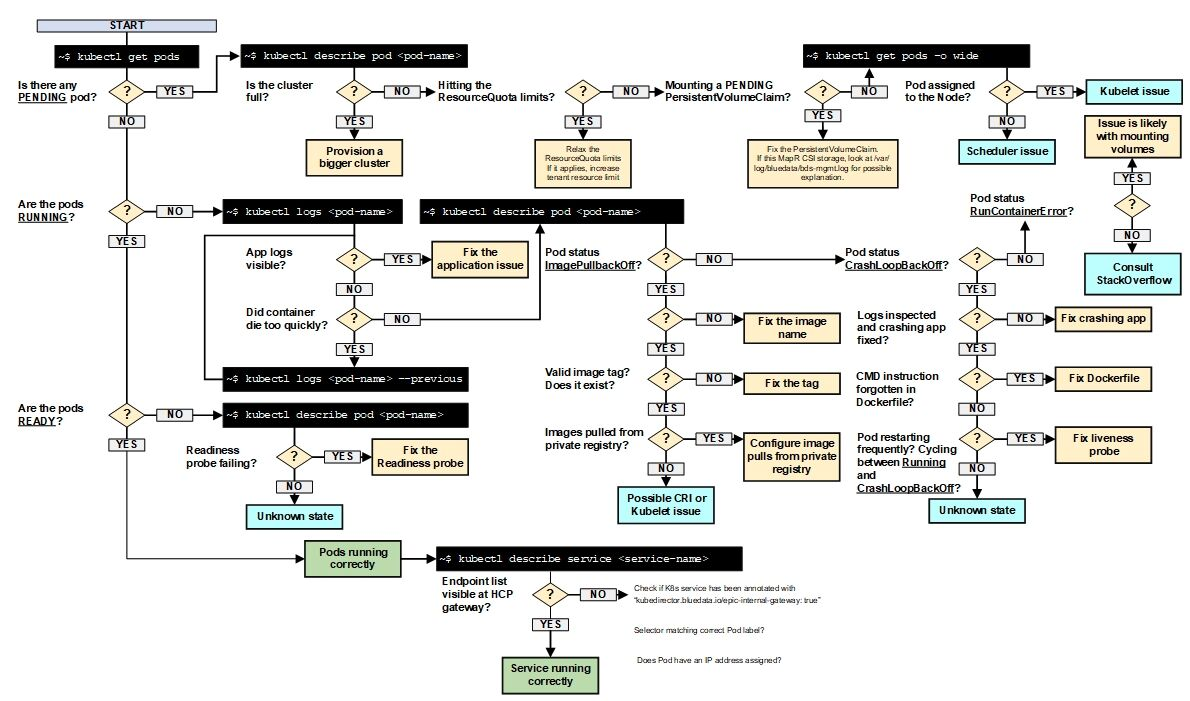 START
~$ kubectl get pods
~$ kubectl describe pod <pod-name>
~$ kubectl get pods -o wide
Is there any
PENDING pod?
?
YES
NO
Is the cluster
full?
?
NO
YES
Provision a
bigger cluster
Hitting the
ResourceQuota limits?
?
NO
YES
Relax the
ResourceQuota limits
If it applies, increase
tenant resource limit
Mounting a PENDING
PersistentVolumeClaim?
?
NO
YES
Fix the PersistentVolumeClaim.
If this MapR CSI storage, look at /var/
log/bluedata/bds-mgmt.log for possible
explanation.
Pod assigned
to the Node?
?
YES
Kubelet issue
NO
Scheduler issue
Issue is likely
with mounting
volumes
YES
?
NO
Consult
StackOverflow
Are the pods
RUNNING?
?
NO
YES
~$ kubectl logs <pod-name>
~$ kubectl describe pod <pod-name>
App logs
visible?
?
YES
Fix the
application issue
NO
Did container
die too quickly?
?
NO
YES
~$ kubectl logs <pod-name> --previous
Pod status
ImagePullbackOff?
?
NO
YES
?
NO
Fix the image
name
YES
Valid image tag?
Does it exist?
?
NO
Fix the tag
YES
Images pulled from
private registry?
?
YES
Configure image
pulls from private
registry
NO
Possible CRI or
Kubelet issue
Pod status
RunContainerError?
Pod status
CrashLoopBackOff?
?
NO
YES
Logs inspected
and crashing app
fixed?
?
NO
Fix crashing app
YES
CMD instruction
forgotten in
Dockerfile?
?
YES
Fix Dockerfile
NO
Pod restarting
frequently? Cycling
between Running
and
CrashLoopBackOff?
?
YES
Fix liveness
probe
NO
Unknown state
Are the pods
READY?
?
NO
YES
~$ kubectl describe pod <pod-name>
Readiness
probe failing?
?
YES
Fix the
Readiness probe
NO
Unknown state
Pods running
correctly
~$ kubectl describe service <service-name>
Endpoint list
visible at HCP
gateway?
?
NO
Check if K8s service has been annotated with
"kubedirector.bluedata.io/epic-internal-gateway: true"
Selector matching correct Pod label?
Does Pod have an IP address assigned?
YES
Service running
correctly